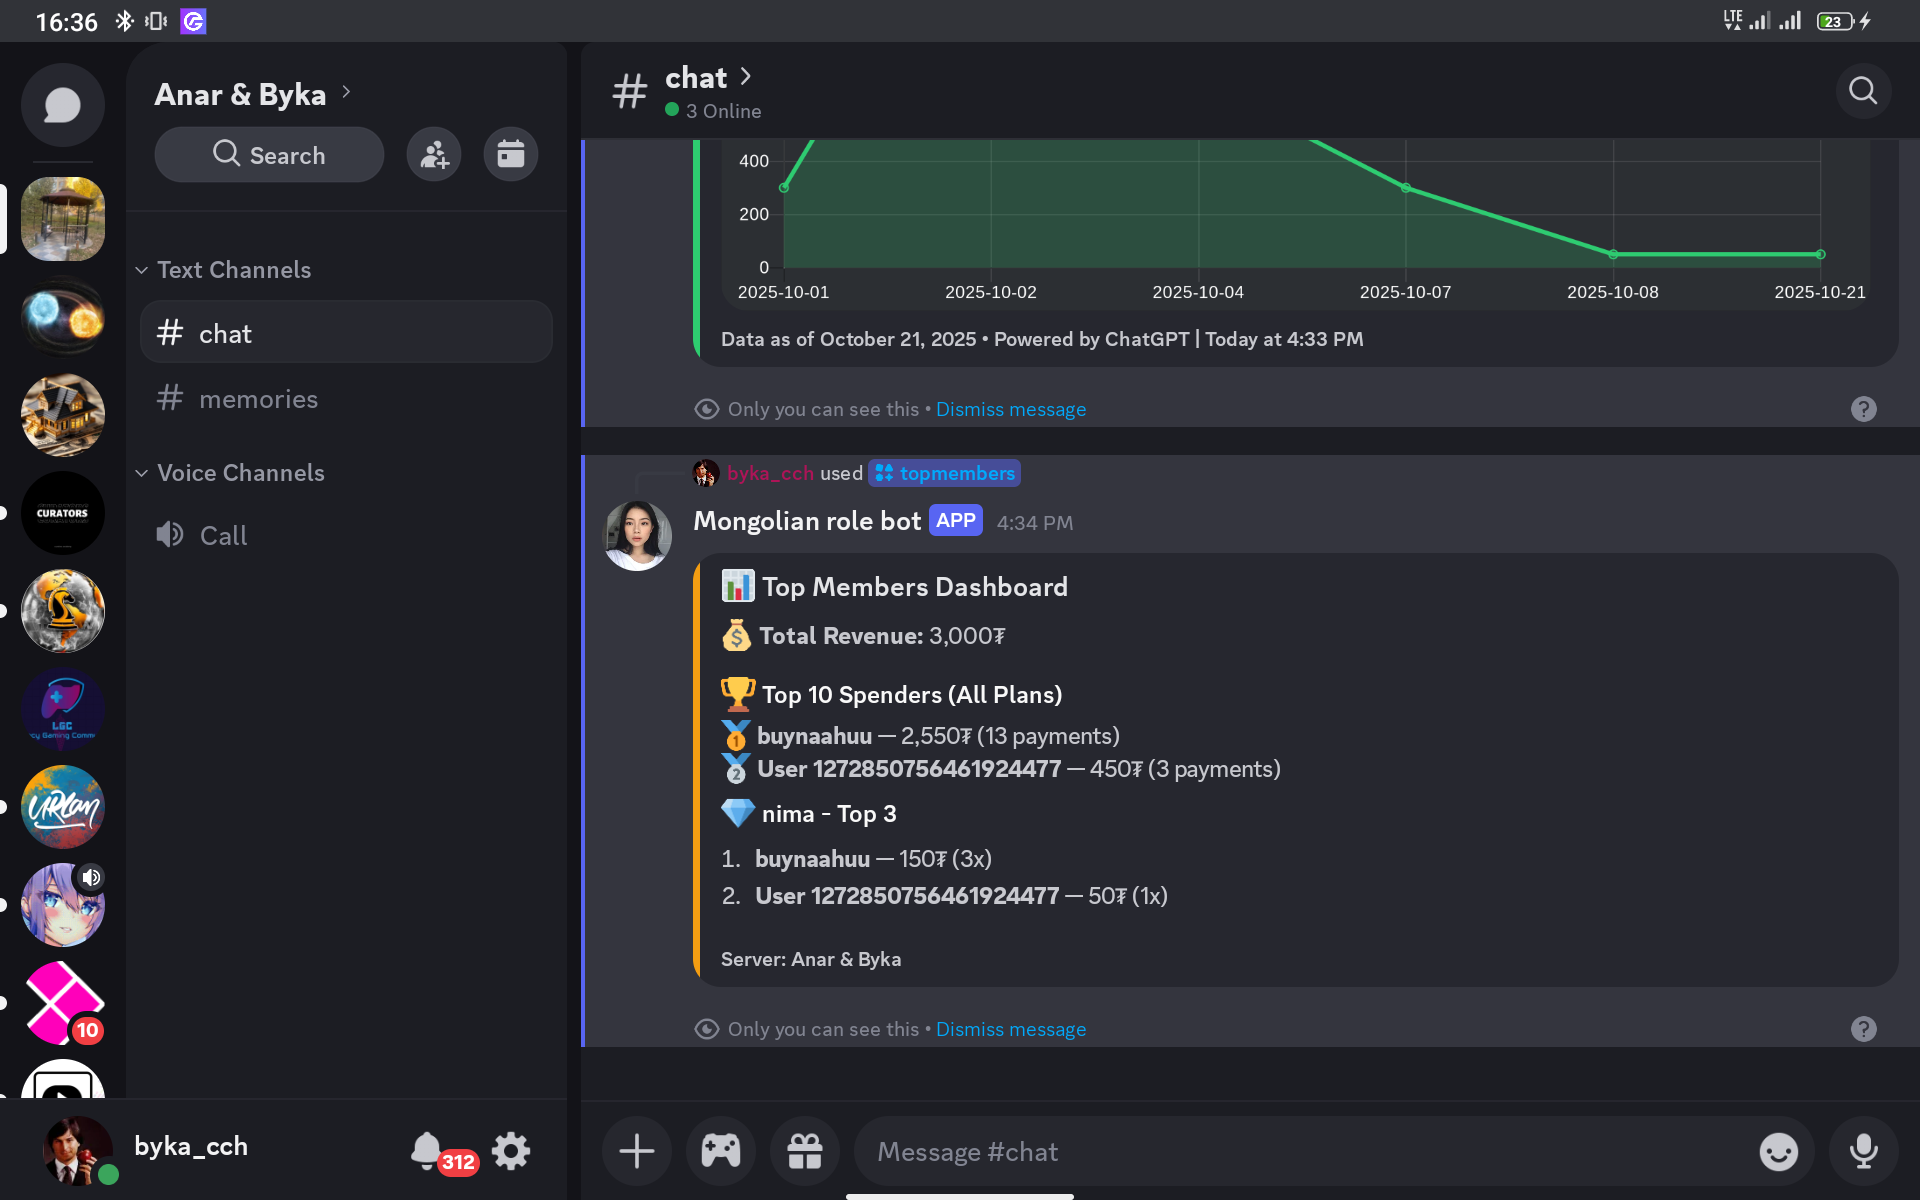 16:36
LTE
23
Anar & Byka
Search
Text Channels
chat
memories
Voice Channels
Call
CURATORS
LGC
cy Gaming Comm
URLan
10
byka_cch
312
# chat
3 Online
400
200
0
2025-10-01 2025-10-02 2025-10-04 2025-10-07 2025-10-08 2025-10-21
Data as of October 21, 2025 • Powered by ChatGPT | Today at 4:33 PM
Only you can see this • Dismiss message
?
byka_cch used topmembers
Mongolian role bot APP 4:34 PM
Top Members Dashboard
Total Revenue: 3,000₮
Top 10 Spenders (All Plans)
1 buynaahuu — 2,550₮ (13 payments)
2 User 1272850756461924477 — 450₮ (3 payments)
nima - Top 3
1. buynaahuu — 150₮ (3x)
2. User 1272850756461924477 — 50₮ (1x)
Server: Anar & Byka
Only you can see this • Dismiss message
?
Message #chat